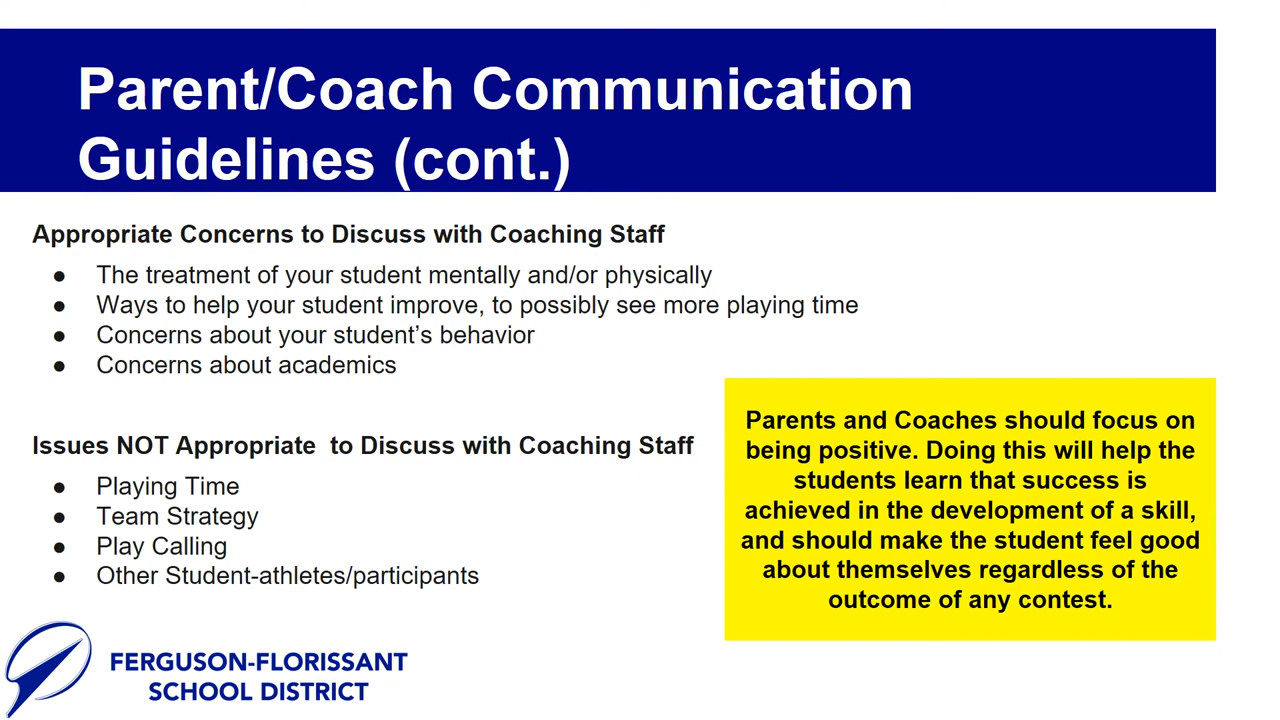 Parent/Coach Communication
Guidelines (cont.)
Appropriate Concerns to Discuss with Coaching Staff
● The treatment of your student mentally and/or physically
● Ways to help your student improve, to possibly see more playing time
● Concerns about your student’s behavior
● Concerns about academics
Issues NOT Appropriate  to Discuss with Coaching Staff
● Playing Time
● Team Strategy
● Play Calling
● Other Student-athletes/participants
Parents and Coaches should focus on
being positive. Doing this will help the
students learn that success is
achieved in the development of a skill,
and should make the student feel good
about themselves regardless of the
outcome of any contest.
FERGUSON-FLORISSANT
SCHOOL DISTRICT